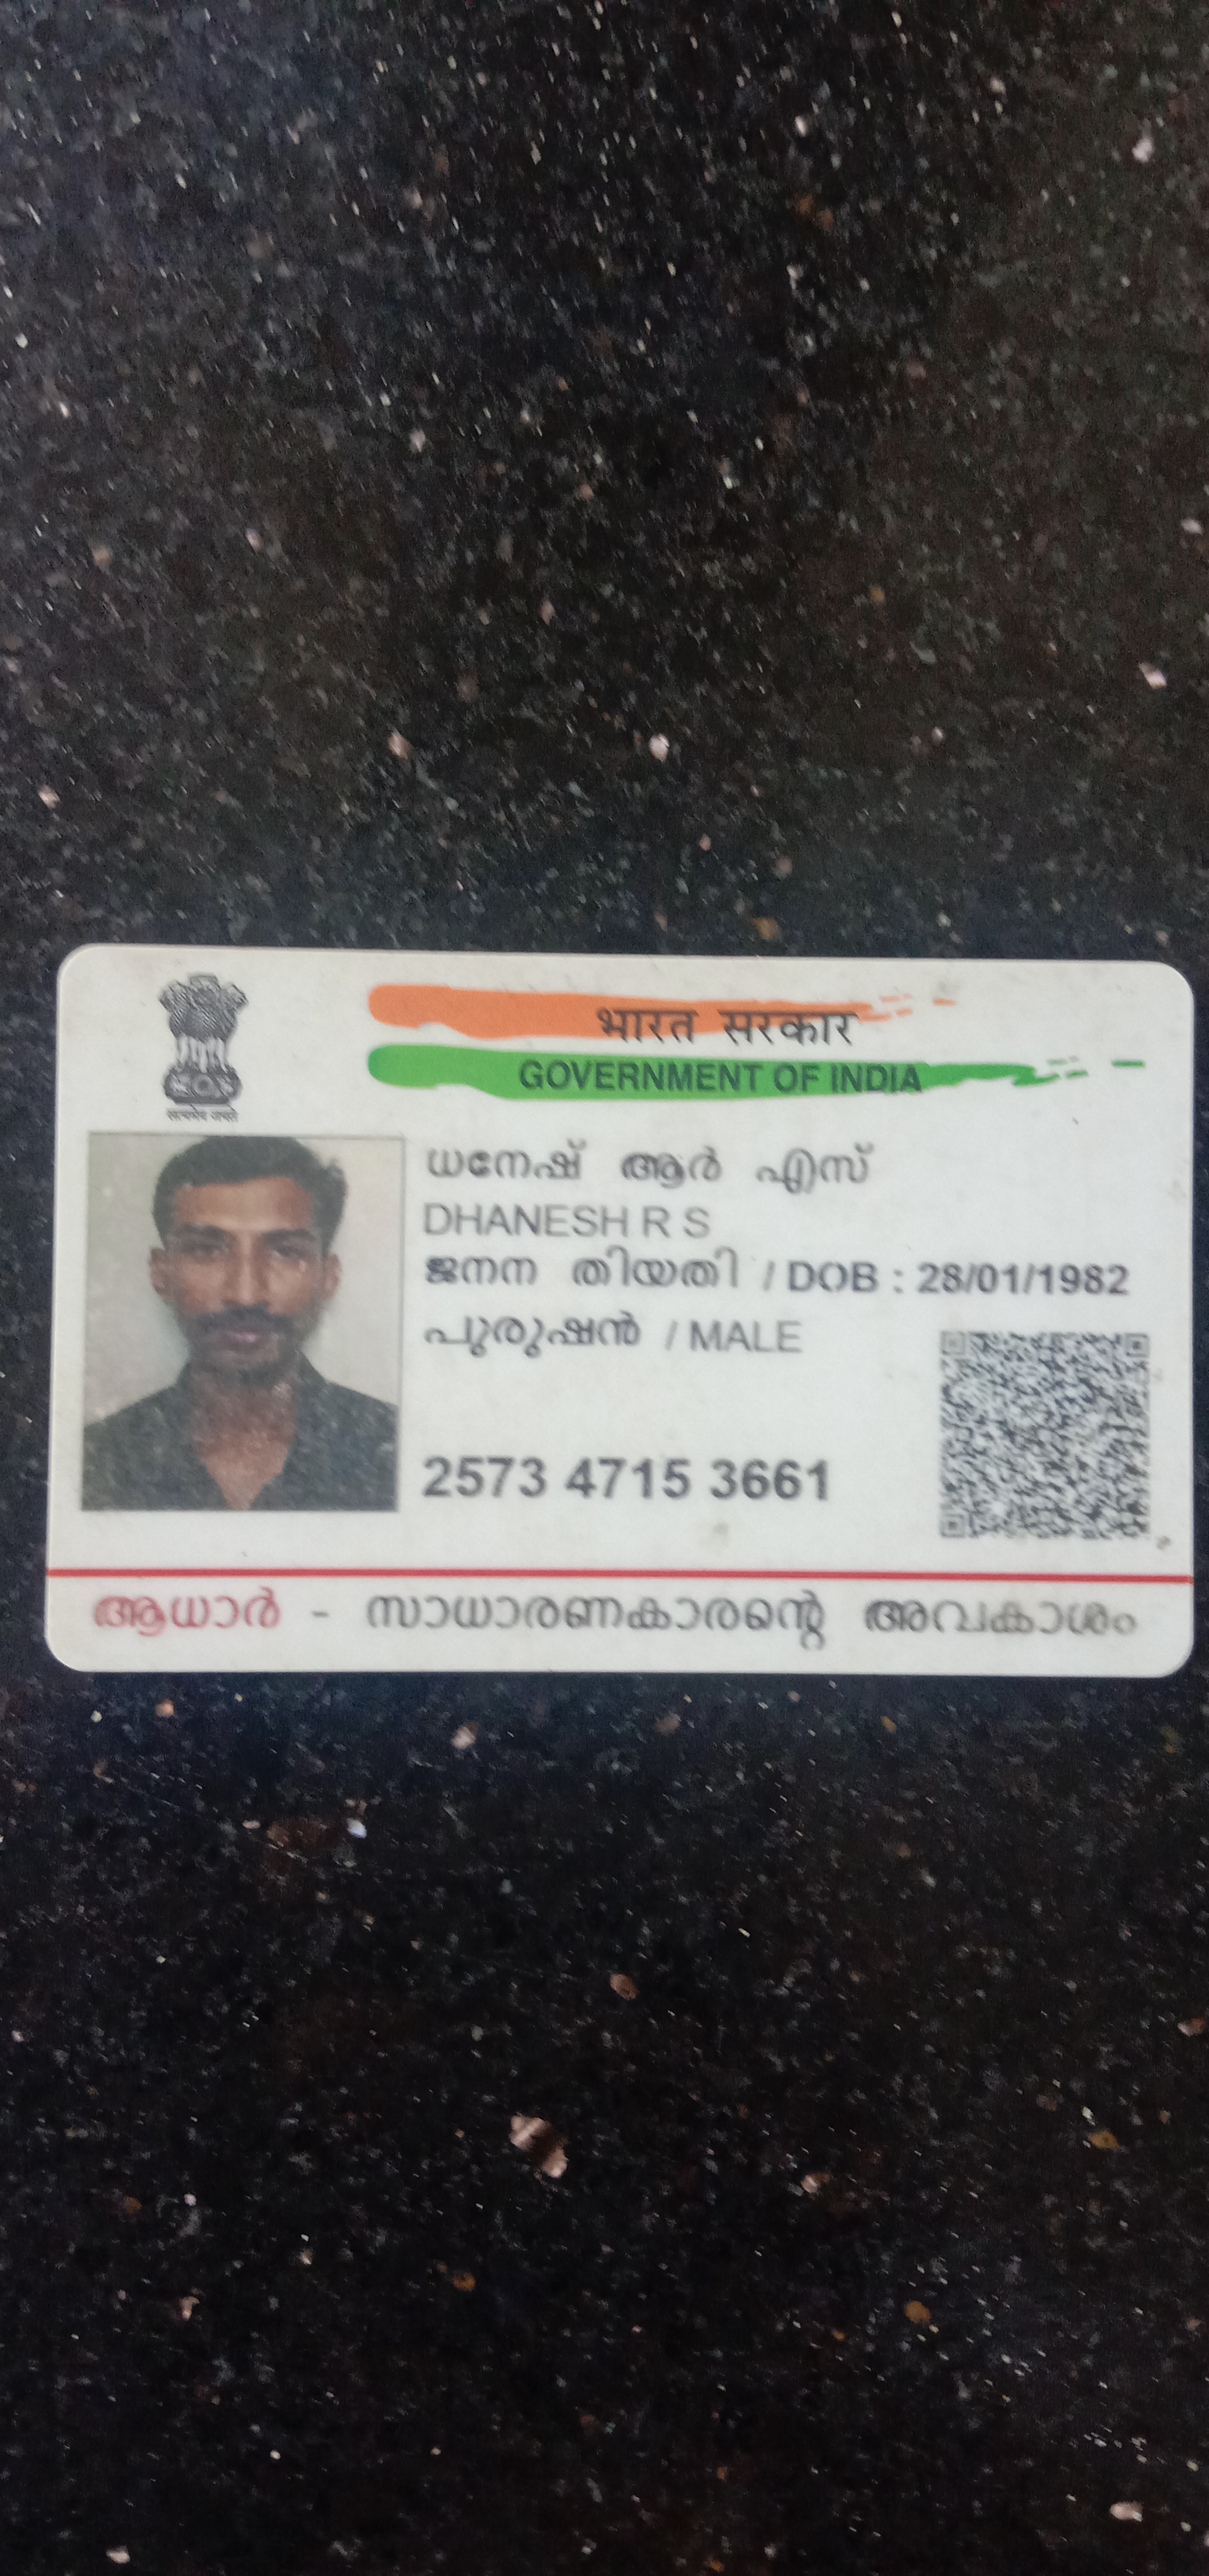 भारत सरकार
GOVERNMENT OF INDIA
सत्यमेव जयते
ധനേഷ് ആർ എസ്
DHANESH R S
ജനന തിയതി / DOB : 28/01/1982
പുരുഷൻ / MALE
2573 4715 3661
ആധാർ - സാധാരണകാരന്റെ അവകാശം